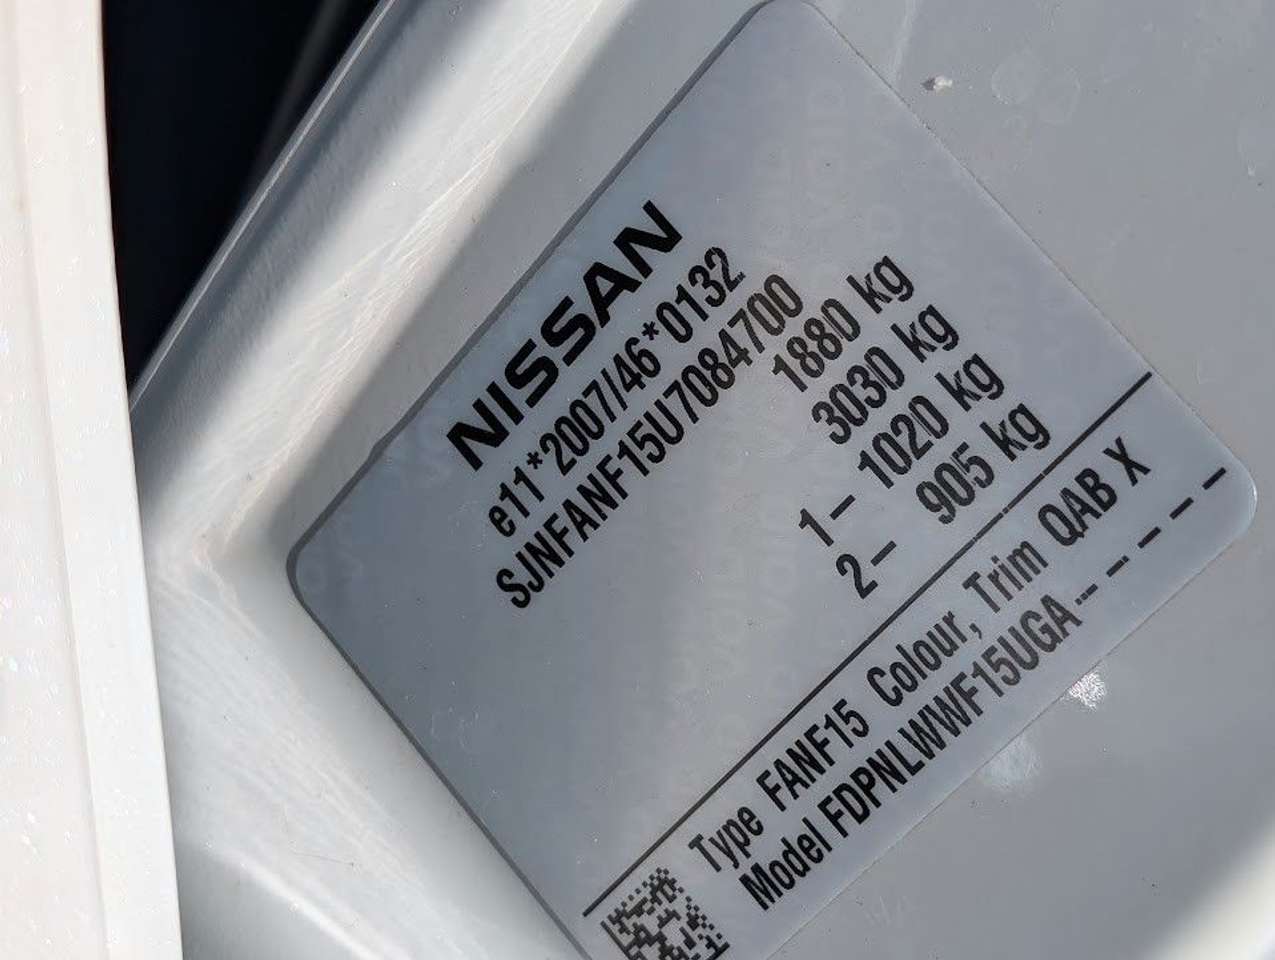 NISSAN
e11*2007/46*0132
SJNFANF15U7084700
1880 kg
3030 kg
1– 1020 kg
2– 905 kg
Type FANF15 Colour, Trim QAB X
Model FDPNLWWF15UGA-- – – – –